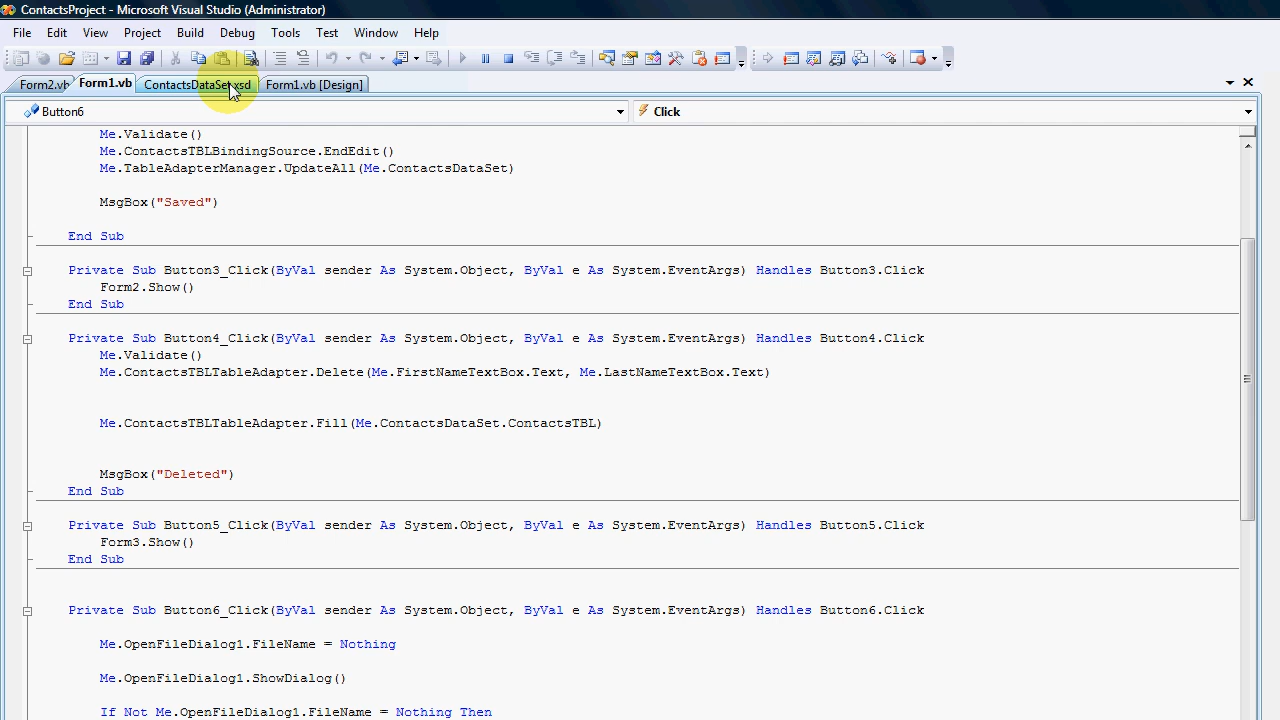 ContactsProject - Microsoft Visual Studio (Administrator)
File Edit View Project Build Debug Tools Test Window Help
Form2.vb Form1.vb ContactsDataSet.xsd Form1.vb [Design]
Button6 Click
Me.Validate()
Me.ContactsTBLBindingSource.EndEdit()
Me.TableAdapterManager.UpdateAll(Me.ContactsDataSet)
MsgBox("Saved")
End Sub
Private Sub Button3_Click(ByVal sender As System.Object, ByVal e As System.EventArgs) Handles Button3.Click
Form2.Show()
End Sub
Private Sub Button4_Click(ByVal sender As System.Object, ByVal e As System.EventArgs) Handles Button4.Click
Me.Validate()
Me.ContactsTBLTableAdapter.Delete(Me.FirstNameTextBox.Text, Me.LastNameTextBox.Text)
Me.ContactsTBLTableAdapter.Fill(Me.ContactsDataSet.ContactsTBL)
MsgBox("Deleted")
End Sub
Private Sub Button5_Click(ByVal sender As System.Object, ByVal e As System.EventArgs) Handles Button5.Click
Form3.Show()
End Sub
Private Sub Button6_Click(ByVal sender As System.Object, ByVal e As System.EventArgs) Handles Button6.Click
Me.OpenFileDialog1.FileName = Nothing
Me.OpenFileDialog1.ShowDialog()
If Not Me.OpenFileDialog1.FileName = Nothing Then